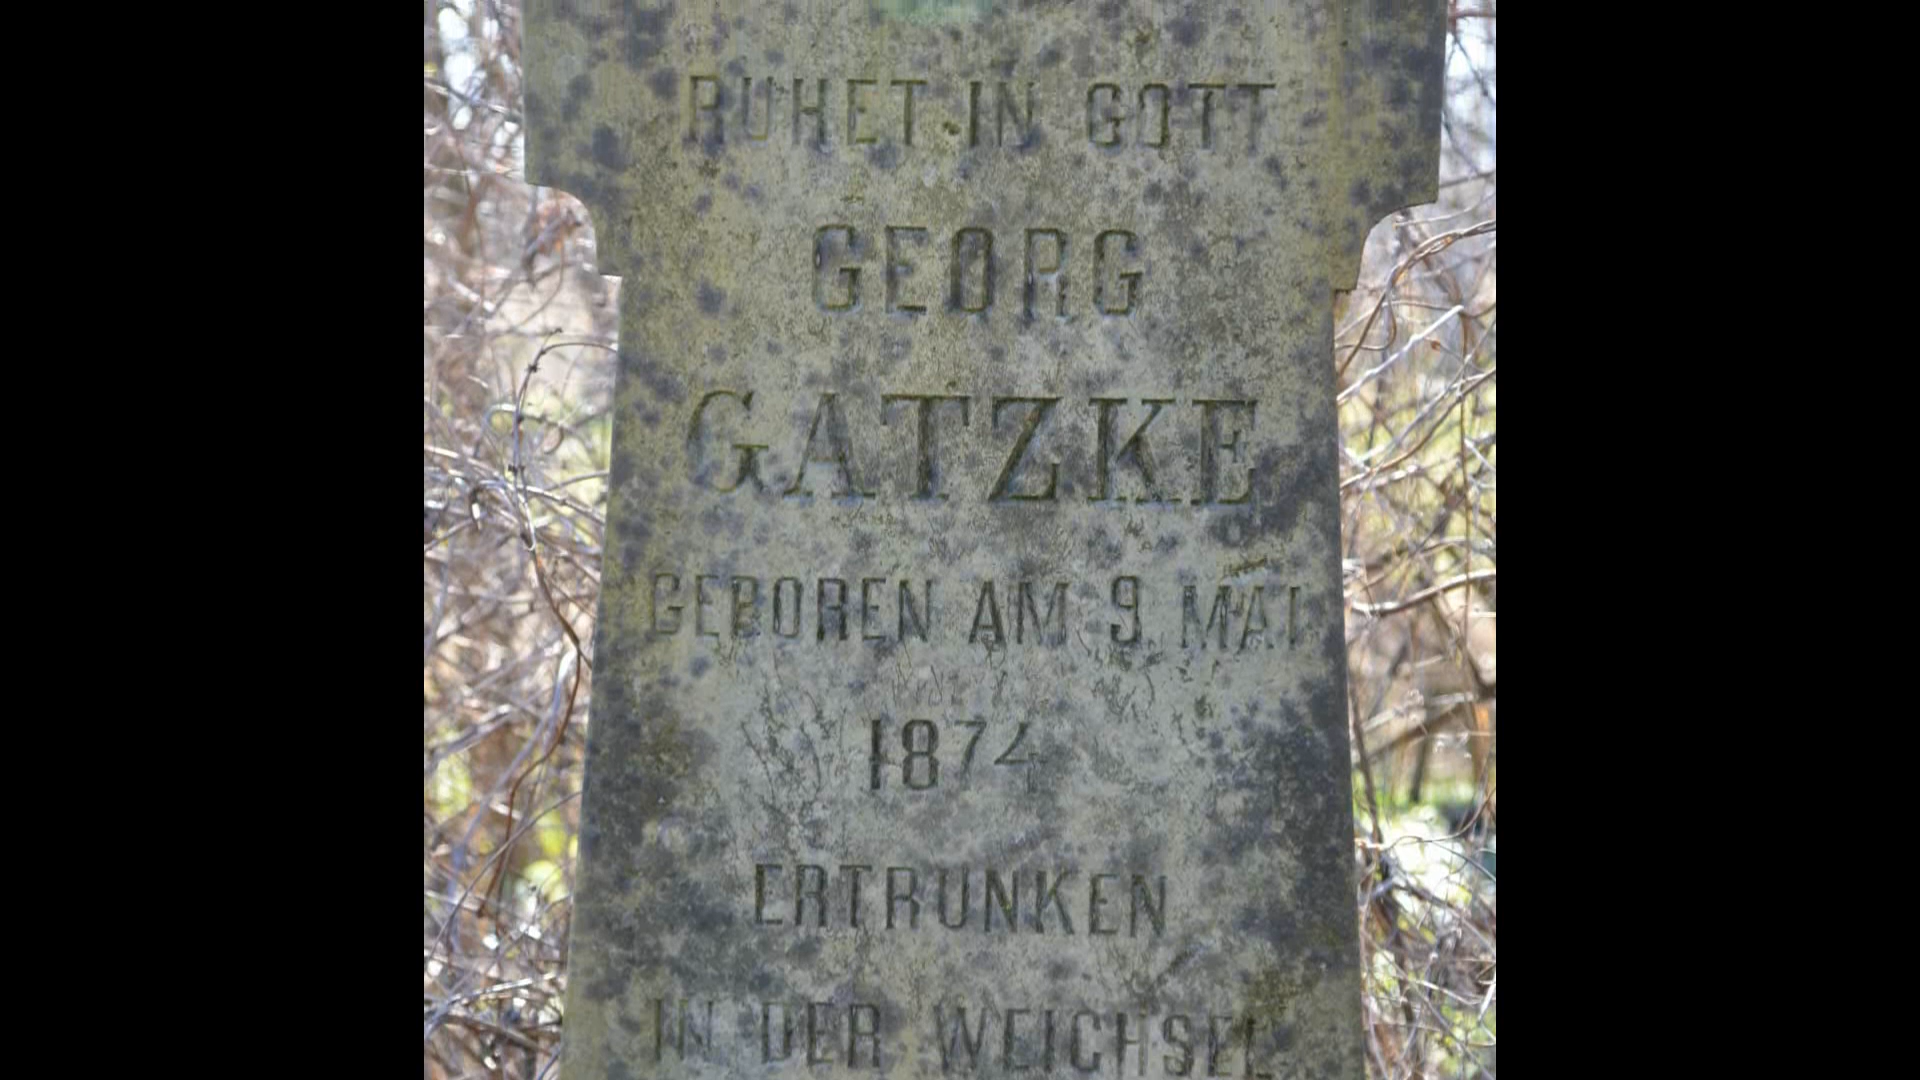 RUHET IN GOTT
GEORG
GATZKE
GEBOREN AM 9. MAI
1874
ERTRUNKEN
IN DER WEICHSEL